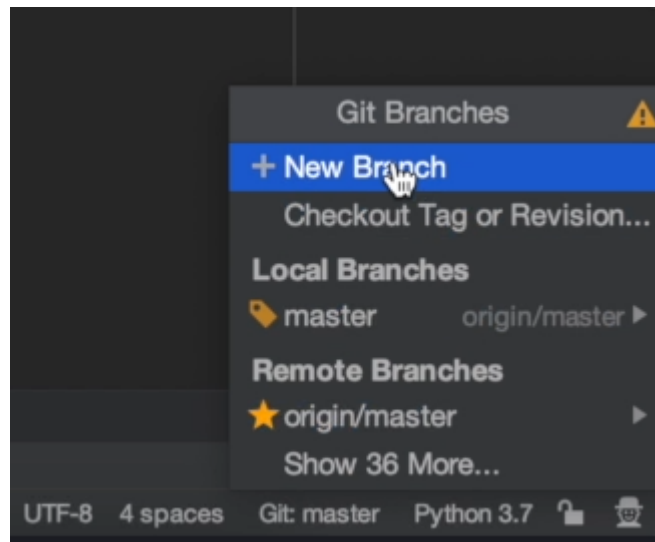 Git Branches
+ New Branch
Checkout Tag or Revision...
Local Branches
master origin/master
Remote Branches
origin/master
Show 36 More...
UTF-8 4 spaces Git: master Python 3.7